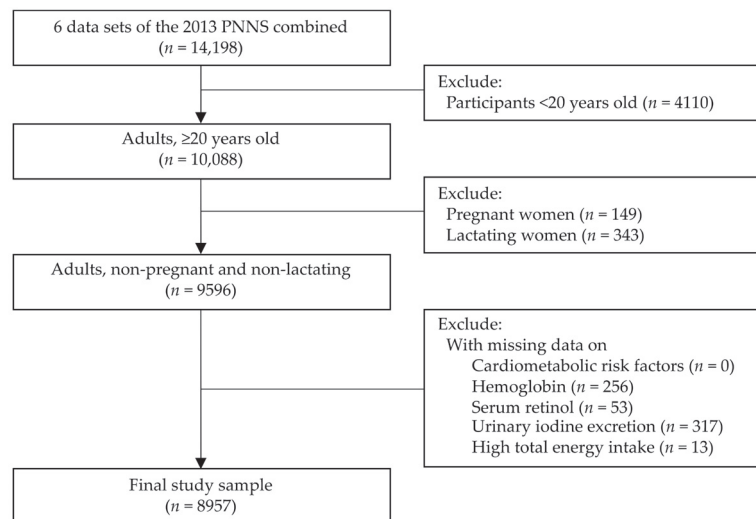 6 data sets of the 2013 PNNS combined
(n = 14,198)
Exclude:
Participants <20 years old (n = 4110)
Adults, ≥20 years old
(n = 10,088)
Exclude:
Pregnant women (n = 149)
Lactating women (n = 343)
Adults, non-pregnant and non-lactating
(n = 9596)
Exclude:
With missing data on
Cardiometabolic risk factors (n = 0)
Hemoglobin (n = 256)
Serum retinol (n = 53)
Urinary iodine excretion (n = 317)
High total energy intake (n = 13)
Final study sample
(n = 8957)